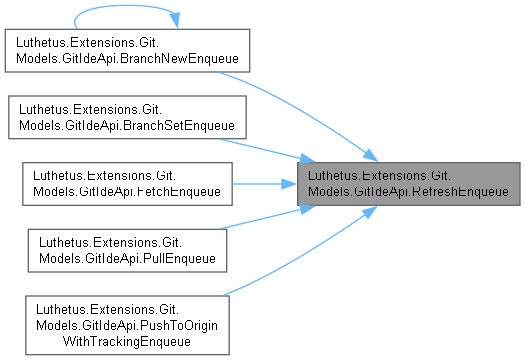 Luthetus.Extensions.Git.
Models.GitIdeApi.BranchNewEnqueue
Luthetus.Extensions.Git.
Models.GitIdeApi.BranchSetEnqueue
Luthetus.Extensions.Git.
Models.GitIdeApi.FetchEnqueue
Luthetus.Extensions.Git.
Models.GitIdeApi.RefreshEnqueue
Luthetus.Extensions.Git.
Models.GitIdeApi.PullEnqueue
Luthetus.Extensions.Git.
Models.GitIdeApi.PushToOrigin
WithTrackingEnqueue